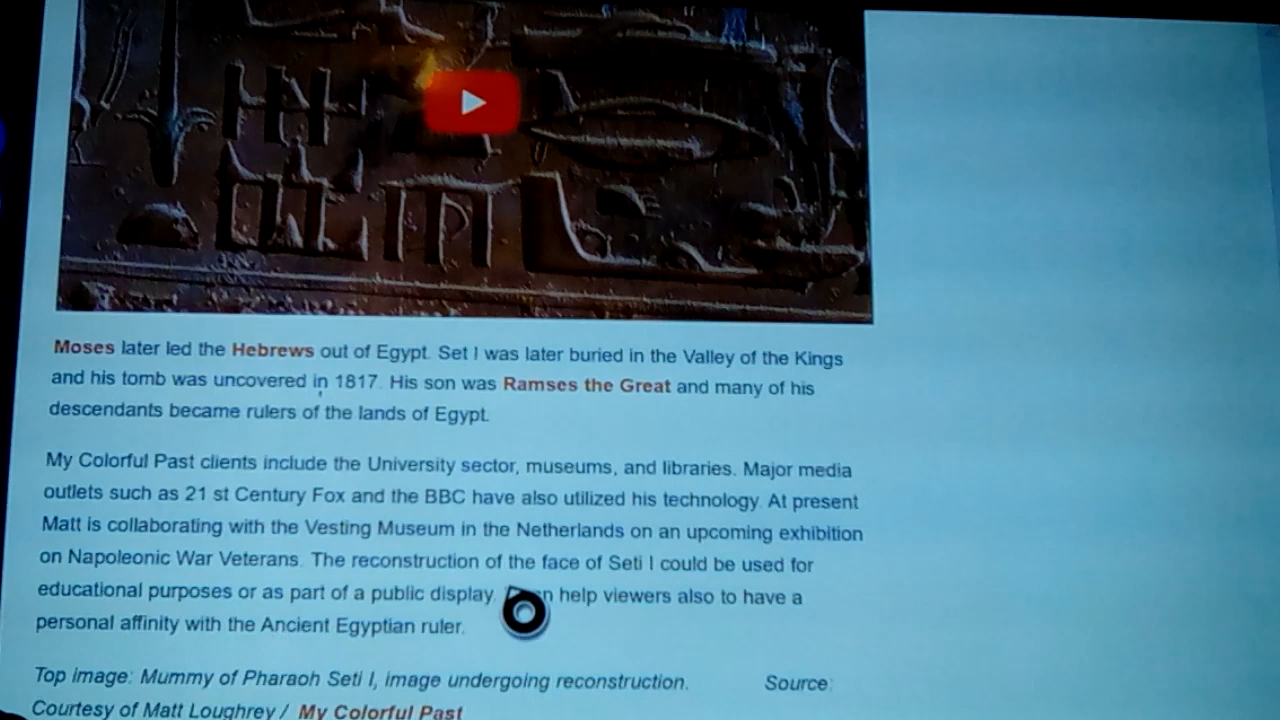 Moses later led the Hebrews out of Egypt. Set I was later buried in the Valley of the Kings
and his tomb was uncovered in 1817. His son was Ramses the Great and many of his
descendants became rulers of the lands of Egypt.
My Colorful Past clients include the University sector, museums, and libraries. Major media
outlets such as 21 st Century Fox and the BBC have also utilized his technology. At present
Matt is collaborating with the Vesting Museum in the Netherlands on an upcoming exhibition
on Napoleonic War Veterans. The reconstruction of the face of Seti I could be used for
educational purposes or as part of a public display. help viewers also to have a
personal affinity with the Ancient Egyptian ruler.
Top image: Mummy of Pharaoh Seti I, image undergoing reconstruction. Source:
Courtesy of Matt Loughrey / My Colorful Past